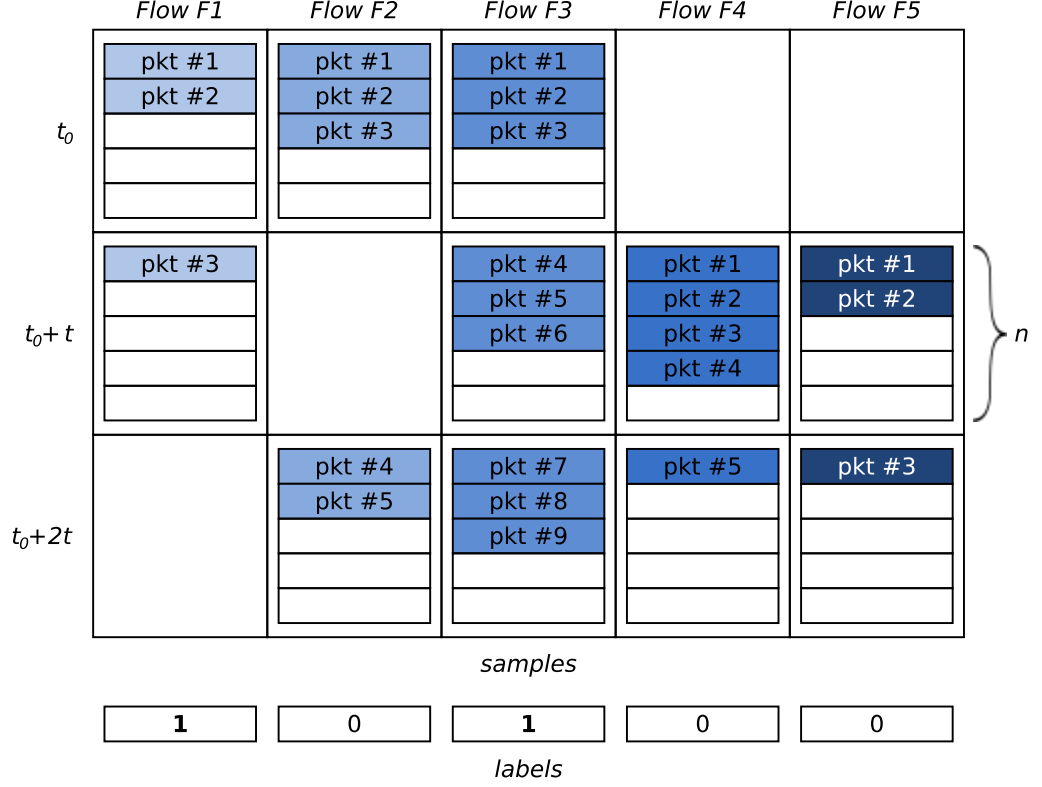 Flow F1 Flow F2 Flow F3 Flow F4 Flow F5
t0
pkt #1 pkt #1 pkt #1
pkt #2 pkt #2 pkt #2
pkt #3 pkt #3
t0+ t
pkt #3 pkt #4 pkt #1 pkt #1
pkt #5 pkt #2 pkt #2
pkt #6 pkt #3
pkt #4
n
t0+2t
pkt #4 pkt #7 pkt #5 pkt #3
pkt #5 pkt #8
pkt #9
samples
1 0 1 0 0
labels